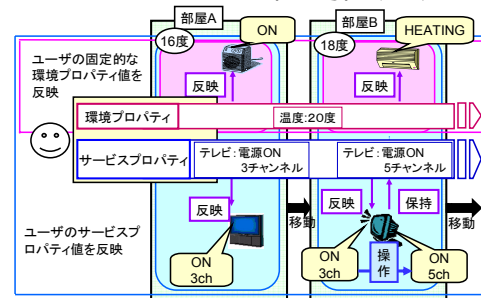 部屋A
部屋B
16度
ON
18度
HEATING
ユーザの固定的な
環境プロパティ値を
反映
反映
反映
環境プロパティ
温度:20度
サービスプロパティ
テレビ:電源ON
3チャンネル
テレビ:電源ON
5チャンネル
反映
移動
反映
保持
移動
ユーザのサービスプ
ロパティ値を反映
ON
3ch
ON
3ch
操
作
ON
5ch